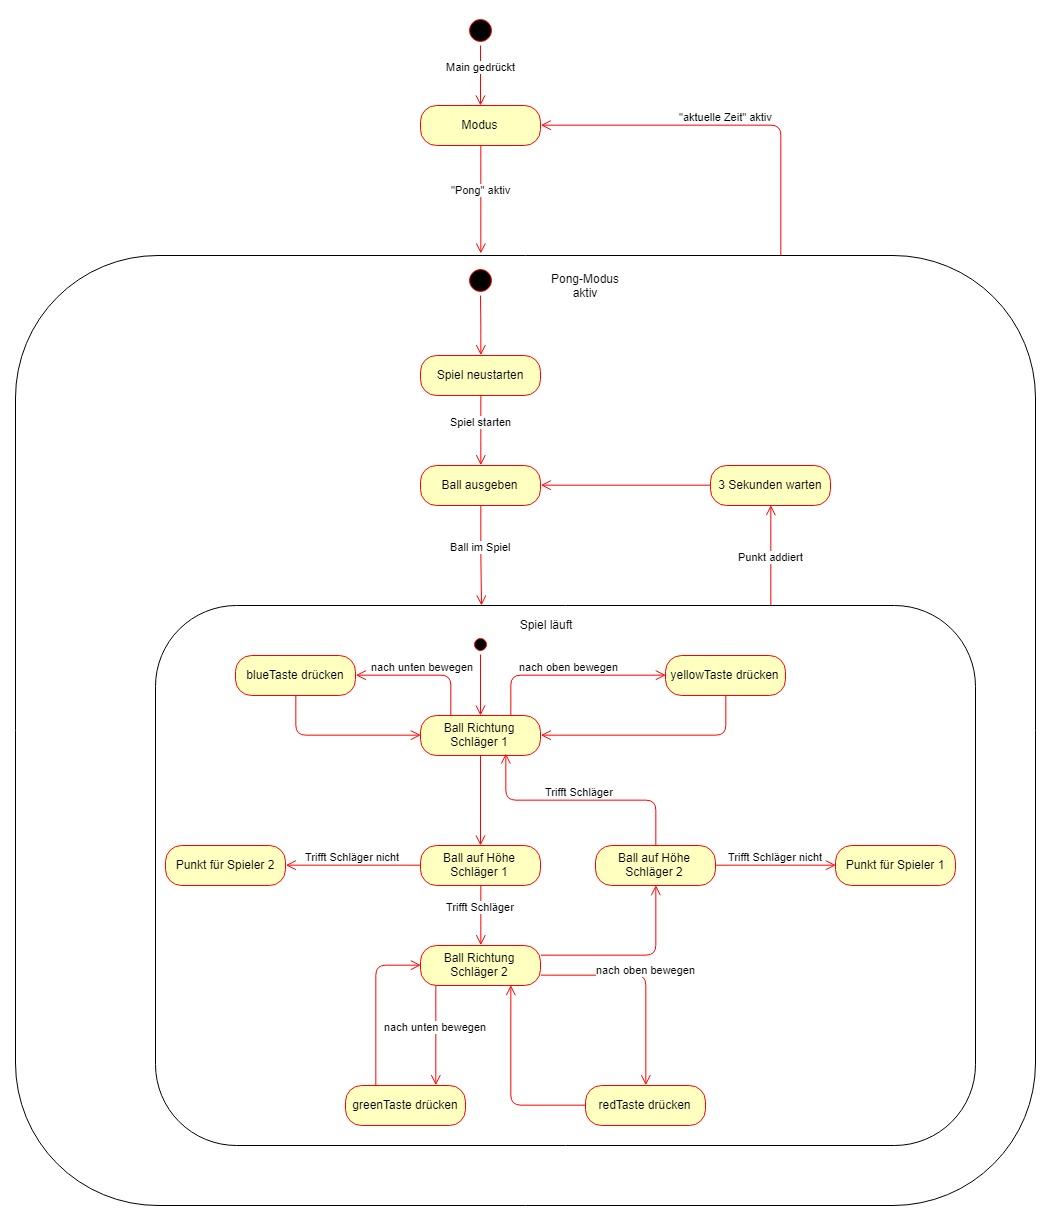 Main gedrückt
"aktuelle Zeit" aktiv
Modus
"Pong" aktiv
Pong-Modus
aktiv
Spiel neustarten
Spiel starten
Ball ausgeben
3 Sekunden warten
Ball im Spiel
Punkt addiert
Spiel läuft
blueTaste drücken
nach unten bewegen
nach oben bewegen
yellowTaste drücken
Ball Richtung
Schläger 1
Trifft Schläger
Punkt für Spieler 2
Trifft Schläger nicht
Ball auf Höhe
Schläger 1
Ball auf Höhe
Schläger 2
Trifft Schläger nicht
Punkt für Spieler 1
Trifft Schläger
Ball Richtung
Schläger 2
nach oben bewegen
nach unten bewegen
greenTaste drücken
redTaste drücken